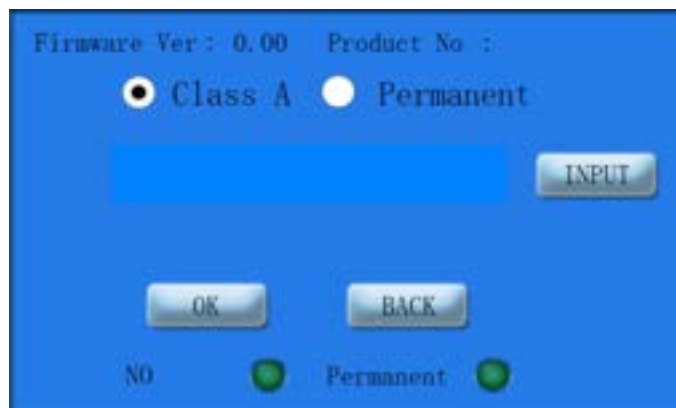 Firmware Ver: 0.00 Product No :
Class A Permanent
INPUT
OK BACK
NO Permanent